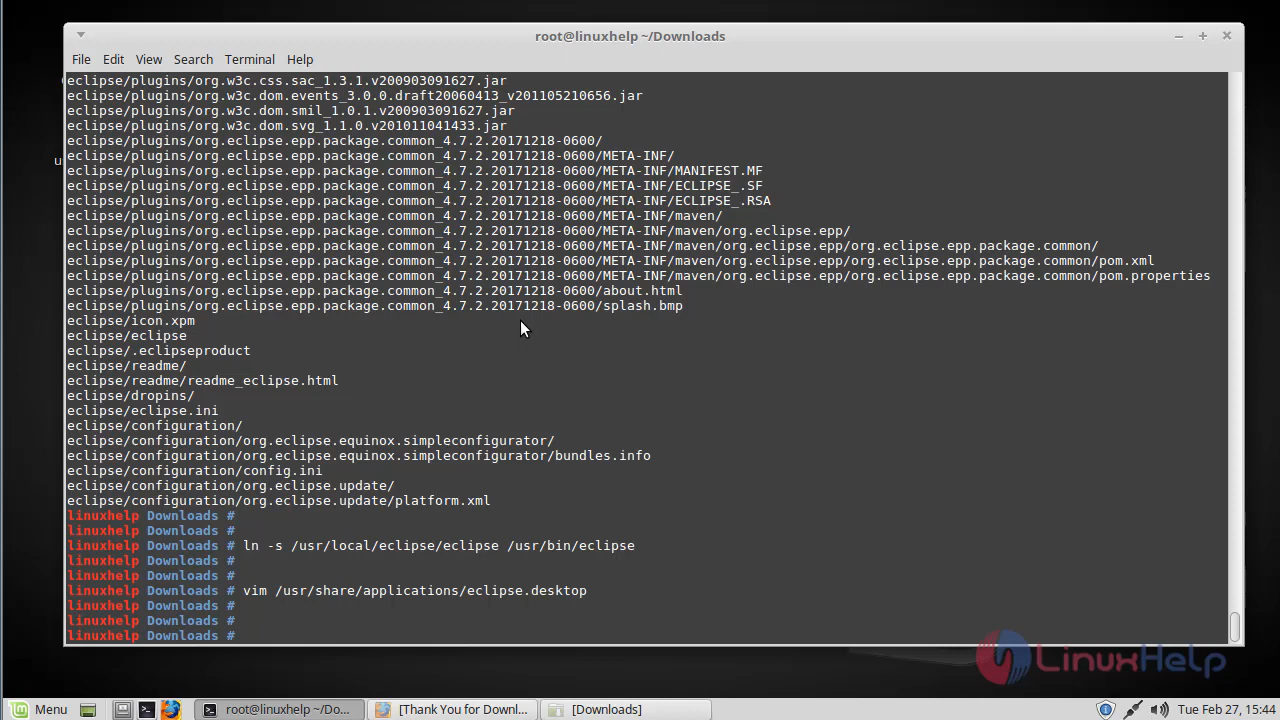 root@linuxhelp ~/Downloads
File Edit View Search Terminal Help
eclipse/plugins/org.w3c.css.sac_1.3.1.v200903091627.jar
eclipse/plugins/org.w3c.dom.events_3.0.0.draft20060413_v201105210656.jar
eclipse/plugins/org.w3c.dom.smil_1.0.1.v200903091627.jar
eclipse/plugins/org.w3c.dom.svg_1.1.0.v201011041433.jar
eclipse/plugins/org.eclipse.epp.package.common_4.7.2.20171218-0600/
eclipse/plugins/org.eclipse.epp.package.common_4.7.2.20171218-0600/META-INF/
eclipse/plugins/org.eclipse.epp.package.common_4.7.2.20171218-0600/META-INF/MANIFEST.MF
eclipse/plugins/org.eclipse.epp.package.common_4.7.2.20171218-0600/META-INF/ECLIPSE_.SF
eclipse/plugins/org.eclipse.epp.package.common_4.7.2.20171218-0600/META-INF/ECLIPSE_.RSA
eclipse/plugins/org.eclipse.epp.package.common_4.7.2.20171218-0600/META-INF/maven/
eclipse/plugins/org.eclipse.epp.package.common_4.7.2.20171218-0600/META-INF/maven/org.eclipse.epp/
eclipse/plugins/org.eclipse.epp.package.common_4.7.2.20171218-0600/META-INF/maven/org.eclipse.epp/org.eclipse.epp.package.common/
eclipse/plugins/org.eclipse.epp.package.common_4.7.2.20171218-0600/META-INF/maven/org.eclipse.epp/org.eclipse.epp.package.common/pom.xml
eclipse/plugins/org.eclipse.epp.package.common_4.7.2.20171218-0600/META-INF/maven/org.eclipse.epp/org.eclipse.epp.package.common/pom.properties
eclipse/plugins/org.eclipse.epp.package.common_4.7.2.20171218-0600/about.html
eclipse/plugins/org.eclipse.epp.package.common_4.7.2.20171218-0600/splash.bmp
eclipse/icon.xpm
eclipse/eclipse
eclipse/.eclipseproduct
eclipse/readme/
eclipse/readme/readme_eclipse.html
eclipse/dropins/
eclipse/eclipse.ini
eclipse/configuration/
eclipse/configuration/org.eclipse.equinox.simpleconfigurator/
eclipse/configuration/org.eclipse.equinox.simpleconfigurator/bundles.info
eclipse/configuration/config.ini
eclipse/configuration/org.eclipse.update/
eclipse/configuration/org.eclipse.update/platform.xml
linuxhelp Downloads #
linuxhelp Downloads #
linuxhelp Downloads # ln -s /usr/local/eclipse/eclipse /usr/bin/eclipse
linuxhelp Downloads #
linuxhelp Downloads #
linuxhelp Downloads # vim /usr/share/applications/eclipse.desktop
linuxhelp Downloads #
linuxhelp Downloads #
linuxhelp Downloads #
LinuxHelp
Menu root@linuxhelp ~/Do... [Thank You for Downl... [Downloads] Tue Feb 27, 15:44